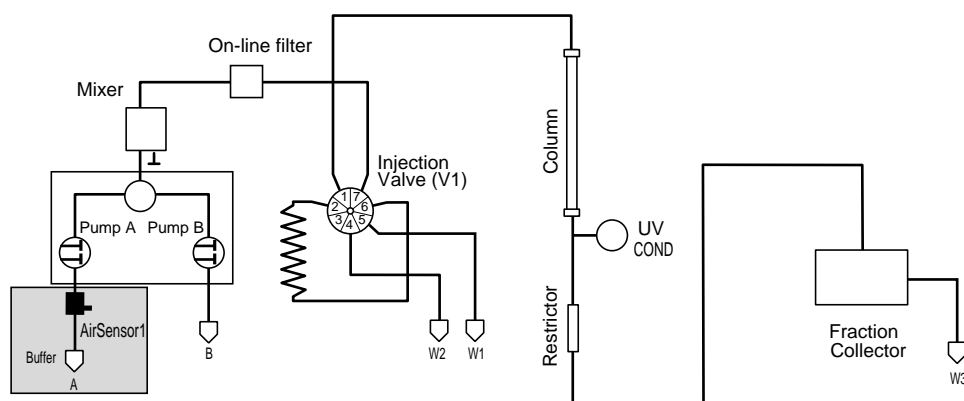 On-line filter
Mixer
Injection
Valve (V1)
1
7
2
6
3
5
4
Column
Pump A
Pump B
UV
COND
AirSensor1
Buffer
A
B
W2
W1
Restrictor
Fraction
Collector
W3